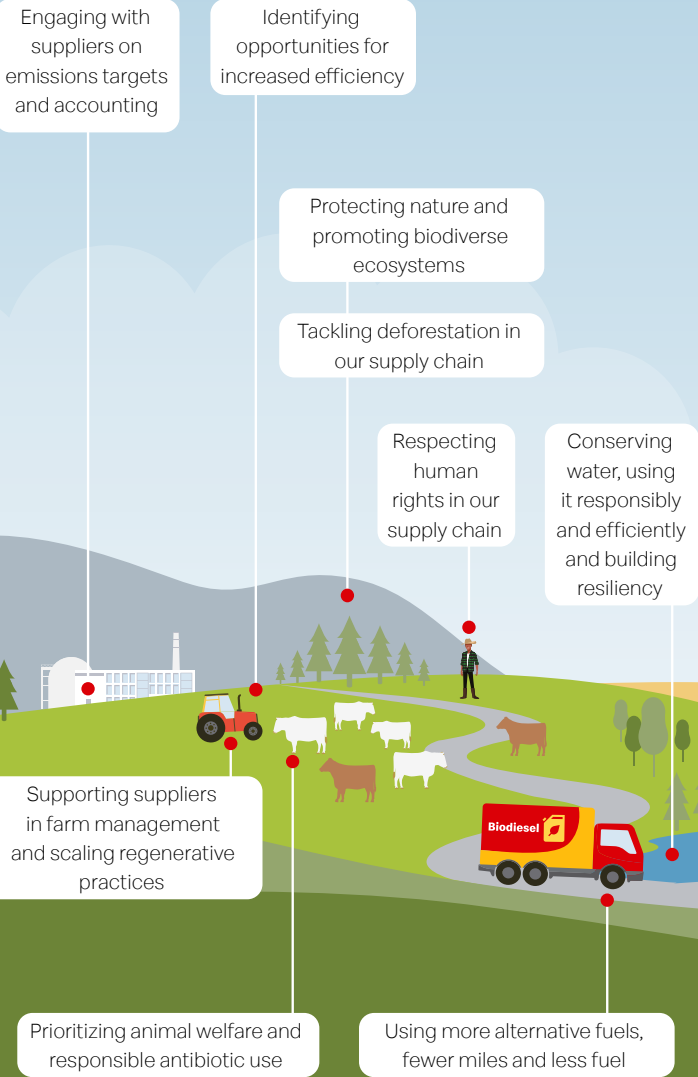 Engaging with
suppliers on
emissions targets
and accounting
Identifying
opportunities for
increased efficiency
Protecting nature and
promoting biodiverse
ecosystems
Tackling deforestation in
our supply chain
Respecting
human
rights in our
supply chain
Conserving
water, using
it responsibly
and efficiently
and building
resiliency
Supporting suppliers
in farm management
and scaling regenerative
practices
Biodiesel
Prioritizing animal welfare and
responsible antibiotic use
Using more alternative fuels,
fewer miles and less fuel